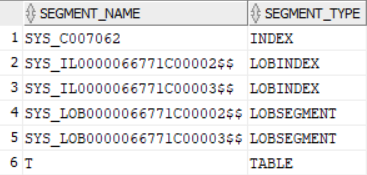 SEGMENT_NAME SEGMENT_TYPE
1 SYS_C007062 INDEX
2 SYS_IL0000066771C00002$$ LOBINDEX
3 SYS_IL0000066771C00003$$ LOBINDEX
4 SYS_LOB0000066771C00002$$ LOBSEGMENT
5 SYS_LOB0000066771C00003$$ LOBSEGMENT
6 T TABLE